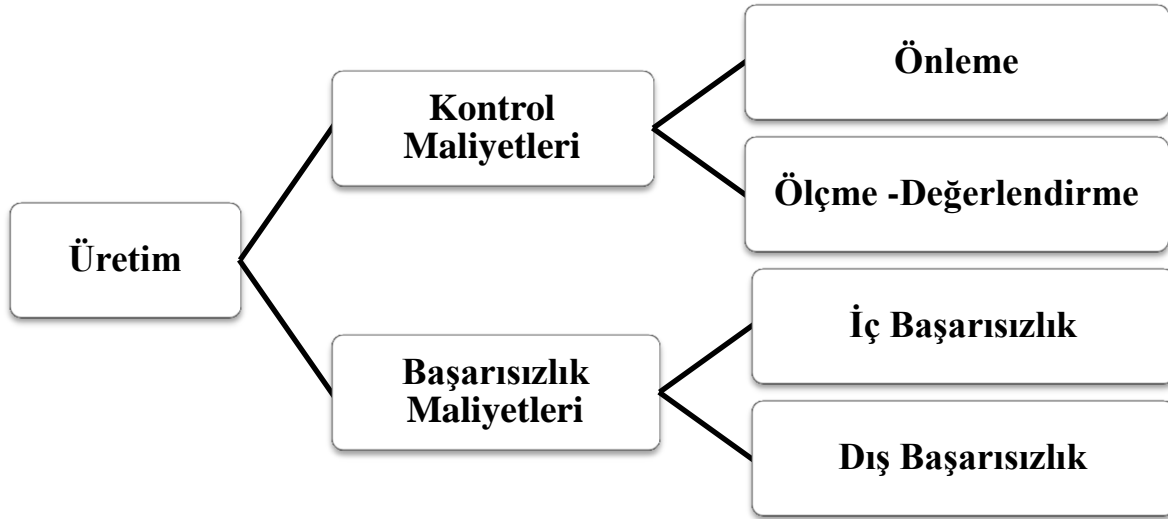 Üretim
Kontrol
Maliyetleri
Önleme
Ölçme -Değerlendirme
Başarısızlık
Maliyetleri
İç Başarısızlık
Dış Başarısızlık